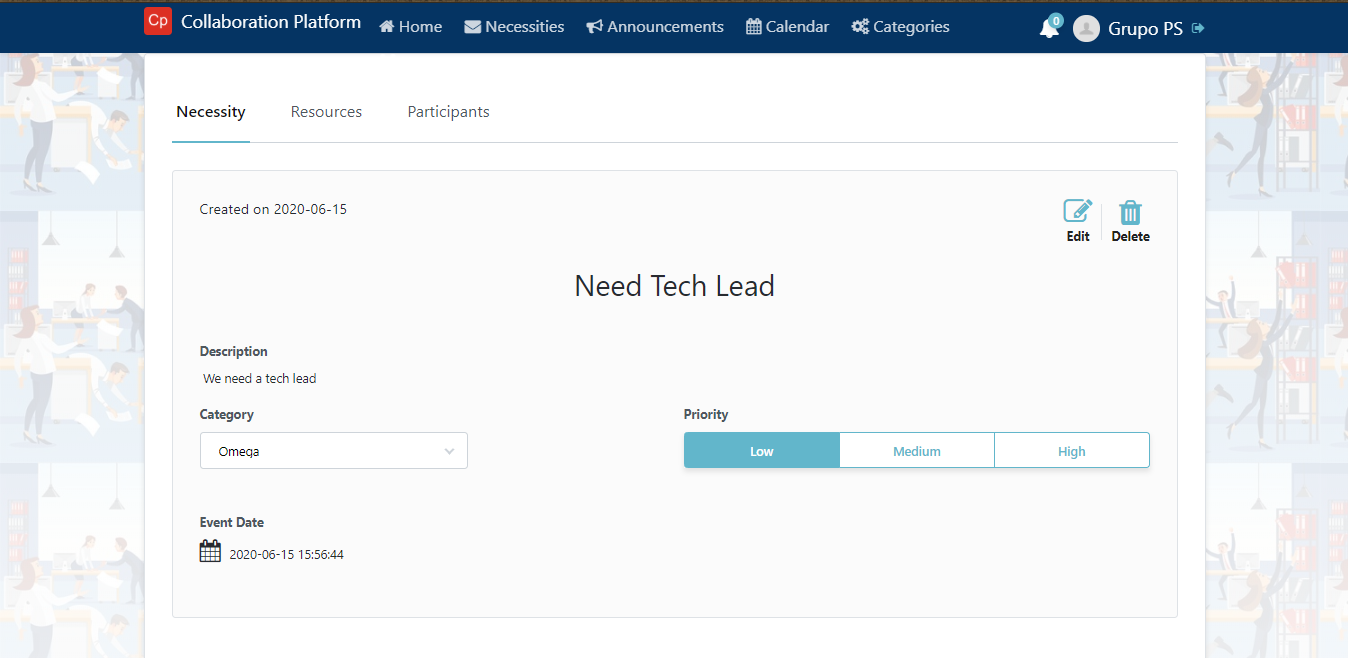 Cp Collaboration Platform Home Necessities Announcements Calendar Categories 0 Grupo PS
Necessity Resources Participants
Created on 2020-06-15
Edit Delete
Need Tech Lead
Description
We need a tech lead
Category Priority
Omega Low Medium High
Event Date
2020-06-15 15:56:44